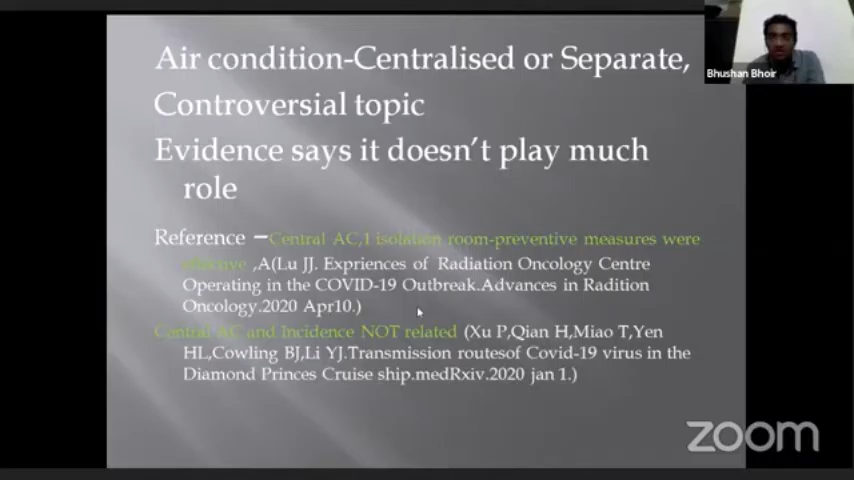 Air condition-Centralised or Separate,
Controversial topic
Evidence says it doesn't play much
role
Reference –Central AC,1 isolation room-preventive measures were
effective ,A(Lu JJ. Expriences of Radiation Oncology Centre
Operating in the COVID-19 Outbreak.Advances in Radition
Oncology.2020 Apr10.)
Central AC and Incidence NOT related (Xu P,Qian H,Miao T,Yen
HL,Cowling BJ,Li YJ.Transmission routesof Covid-19 virus in the
Diamond Princes Cruise ship.medRxiv.2020 jan 1.)
Bhushan Bhoir
zoom